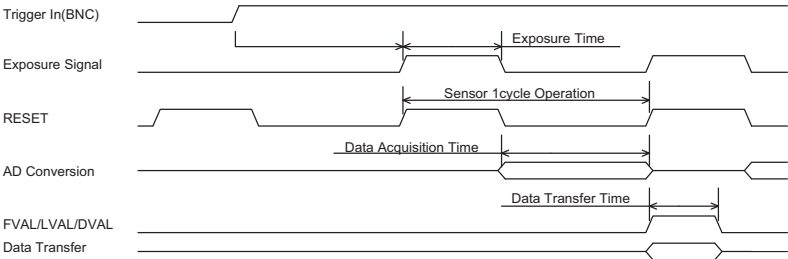 Trigger In(BNC)
Exposure Time
Exposure Signal
Sensor 1cycle Operation
RESET
Data Acquisition Time
AD Conversion
Data Transfer Time
FVAL/LVAL/DVAL
Data Transfer